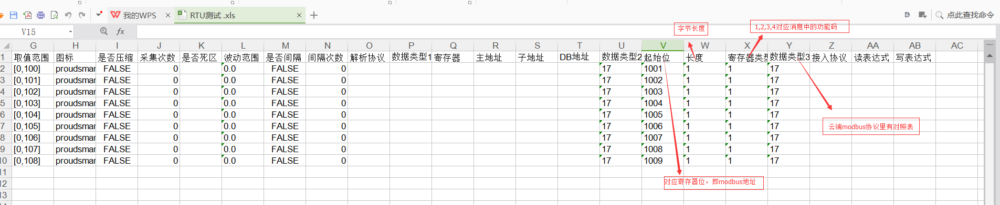 我的WPS
RTU测试 .xls
点此查找命令
V15
fx
字节长度
1,2,3,4对应消息中的功能码
G H I J K L M N O P Q R S T U V W X Y Z AA AB AC
1 取值范围 图标 是否压缩 采集次数 是否死区 波动范围 是否间隔 间隔次数 解析协议 数据类型1 寄存器 主地址 子地址 DB地址 数据类型2 起始位 长度 寄存器类型 数据类型3 接入协议 读表达式 写表达式
2 [0,100] proudsmar FALSE 0 0.0 FALSE 0 17 1001 1 1 17
3 [0,101] proudsmar FALSE 0 0.0 FALSE 0 17 1002 1 1 17
4 [0,102] proudsmar FALSE 0 0.0 FALSE 0 17 1003 1 1 17
5 [0,103] proudsmar FALSE 0 0.0 FALSE 0 17 1004 1 1 17
6 [0,104] proudsmar FALSE 0 0.0 FALSE 0 17 1005 1 1 17
7 [0,105] proudsmar FALSE 0 0.0 FALSE 0 17 1006 1 1 17
8 [0,106] proudsmar FALSE 0 0.0 FALSE 0 17 1007 1 1 17
9 [0,107] proudsmar FALSE 0 0.0 FALSE 0 17 1008 1 1 17
10 [0,108] proudsmar FALSE 0 0.0 FALSE 0 17 1009 1 1 17
云端modbus协议里有对照表
11
对应寄存器位，即modbus地址
12
13